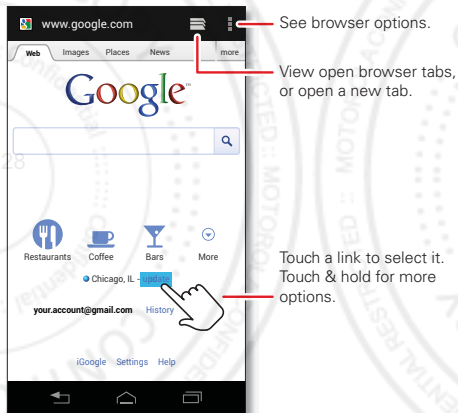 www.google.com
See browser options.
Web Images Places News more
View open browser tabs,
or open a new tab.
Google
28
Restaurants Coffee Bars More
Touch a link to select it.
Touch & hold for more
options.
Chicago, IL - update
your.account@gmail.com History
iGoogle Settings Help